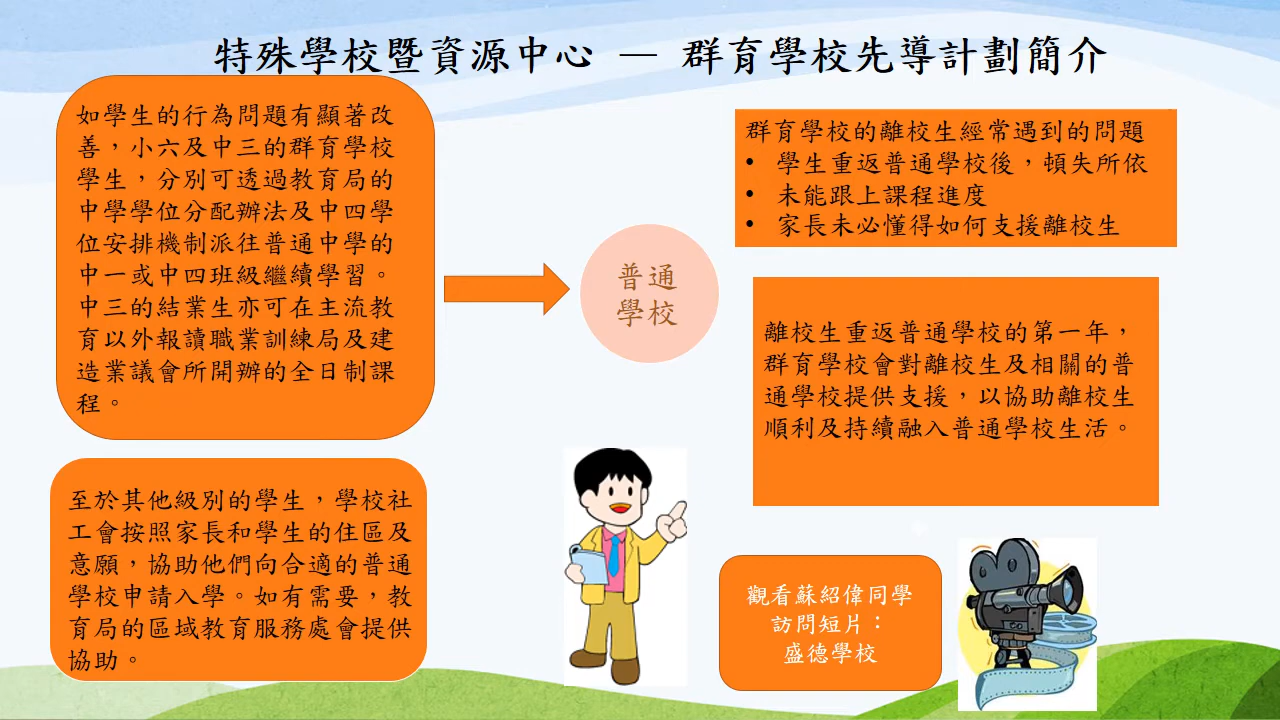 特殊學校暨資源中心 — 群育學校先導計劃簡介
如學生的行為問題有顯著改
善，小六及中三的群育學校
學生，分別可透過教育局的
中學學位分配辦法及中四學
位安排機制派往普通中學的
中一或中四班級繼續學習。
中三的結業生亦可在主流教
育以外報讀職業訓練局及建
造業議會所開辦的全日制課
程。
至於其他級別的學生，學校社
工會按照家長和學生的住區及
意願，協助他們向合適的普通
學校申請入學。如有需要，教
育局的區域教育服務處會提供
協助。
普通
學校
群育學校的離校生經常遇到的問題
• 學生重返普通學校後，頓失所依
• 未能跟上課程進度
• 家長未必懂得如何支援離校生
離校生重返普通學校的第一年，
群育學校會對離校生及相關的普
通學校提供支援，以協助離校生
順利及持續融入普通學校生活。
觀看蘇紹偉同學
訪問短片：
盛德學校